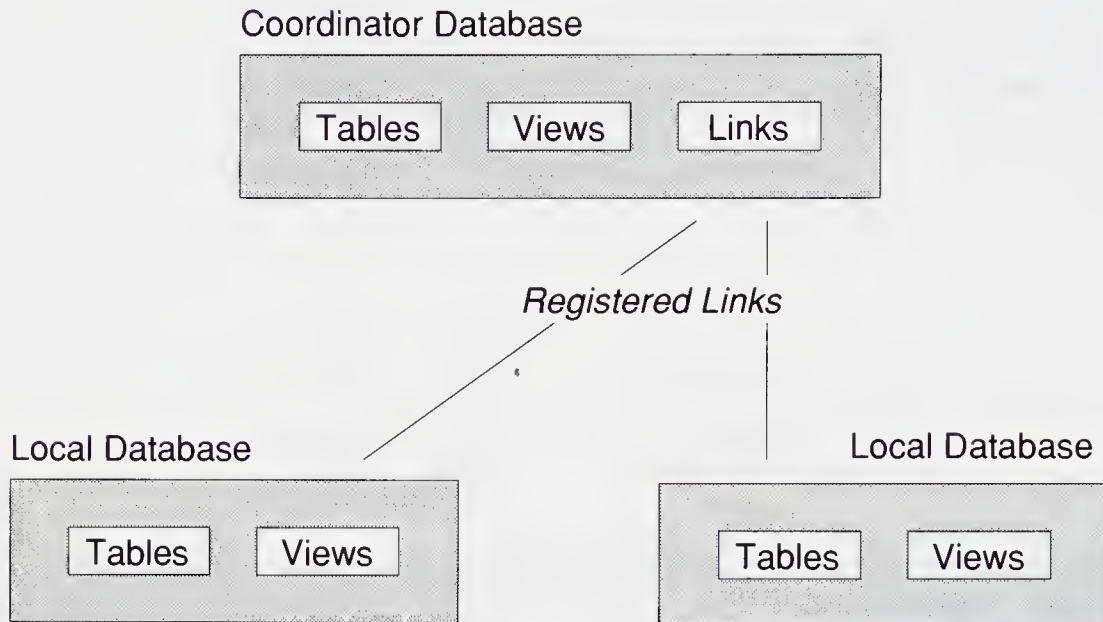 Coordinator Database
Tables Views Links
Registered Links
Local Database Local Database
Tables Views Tables Views